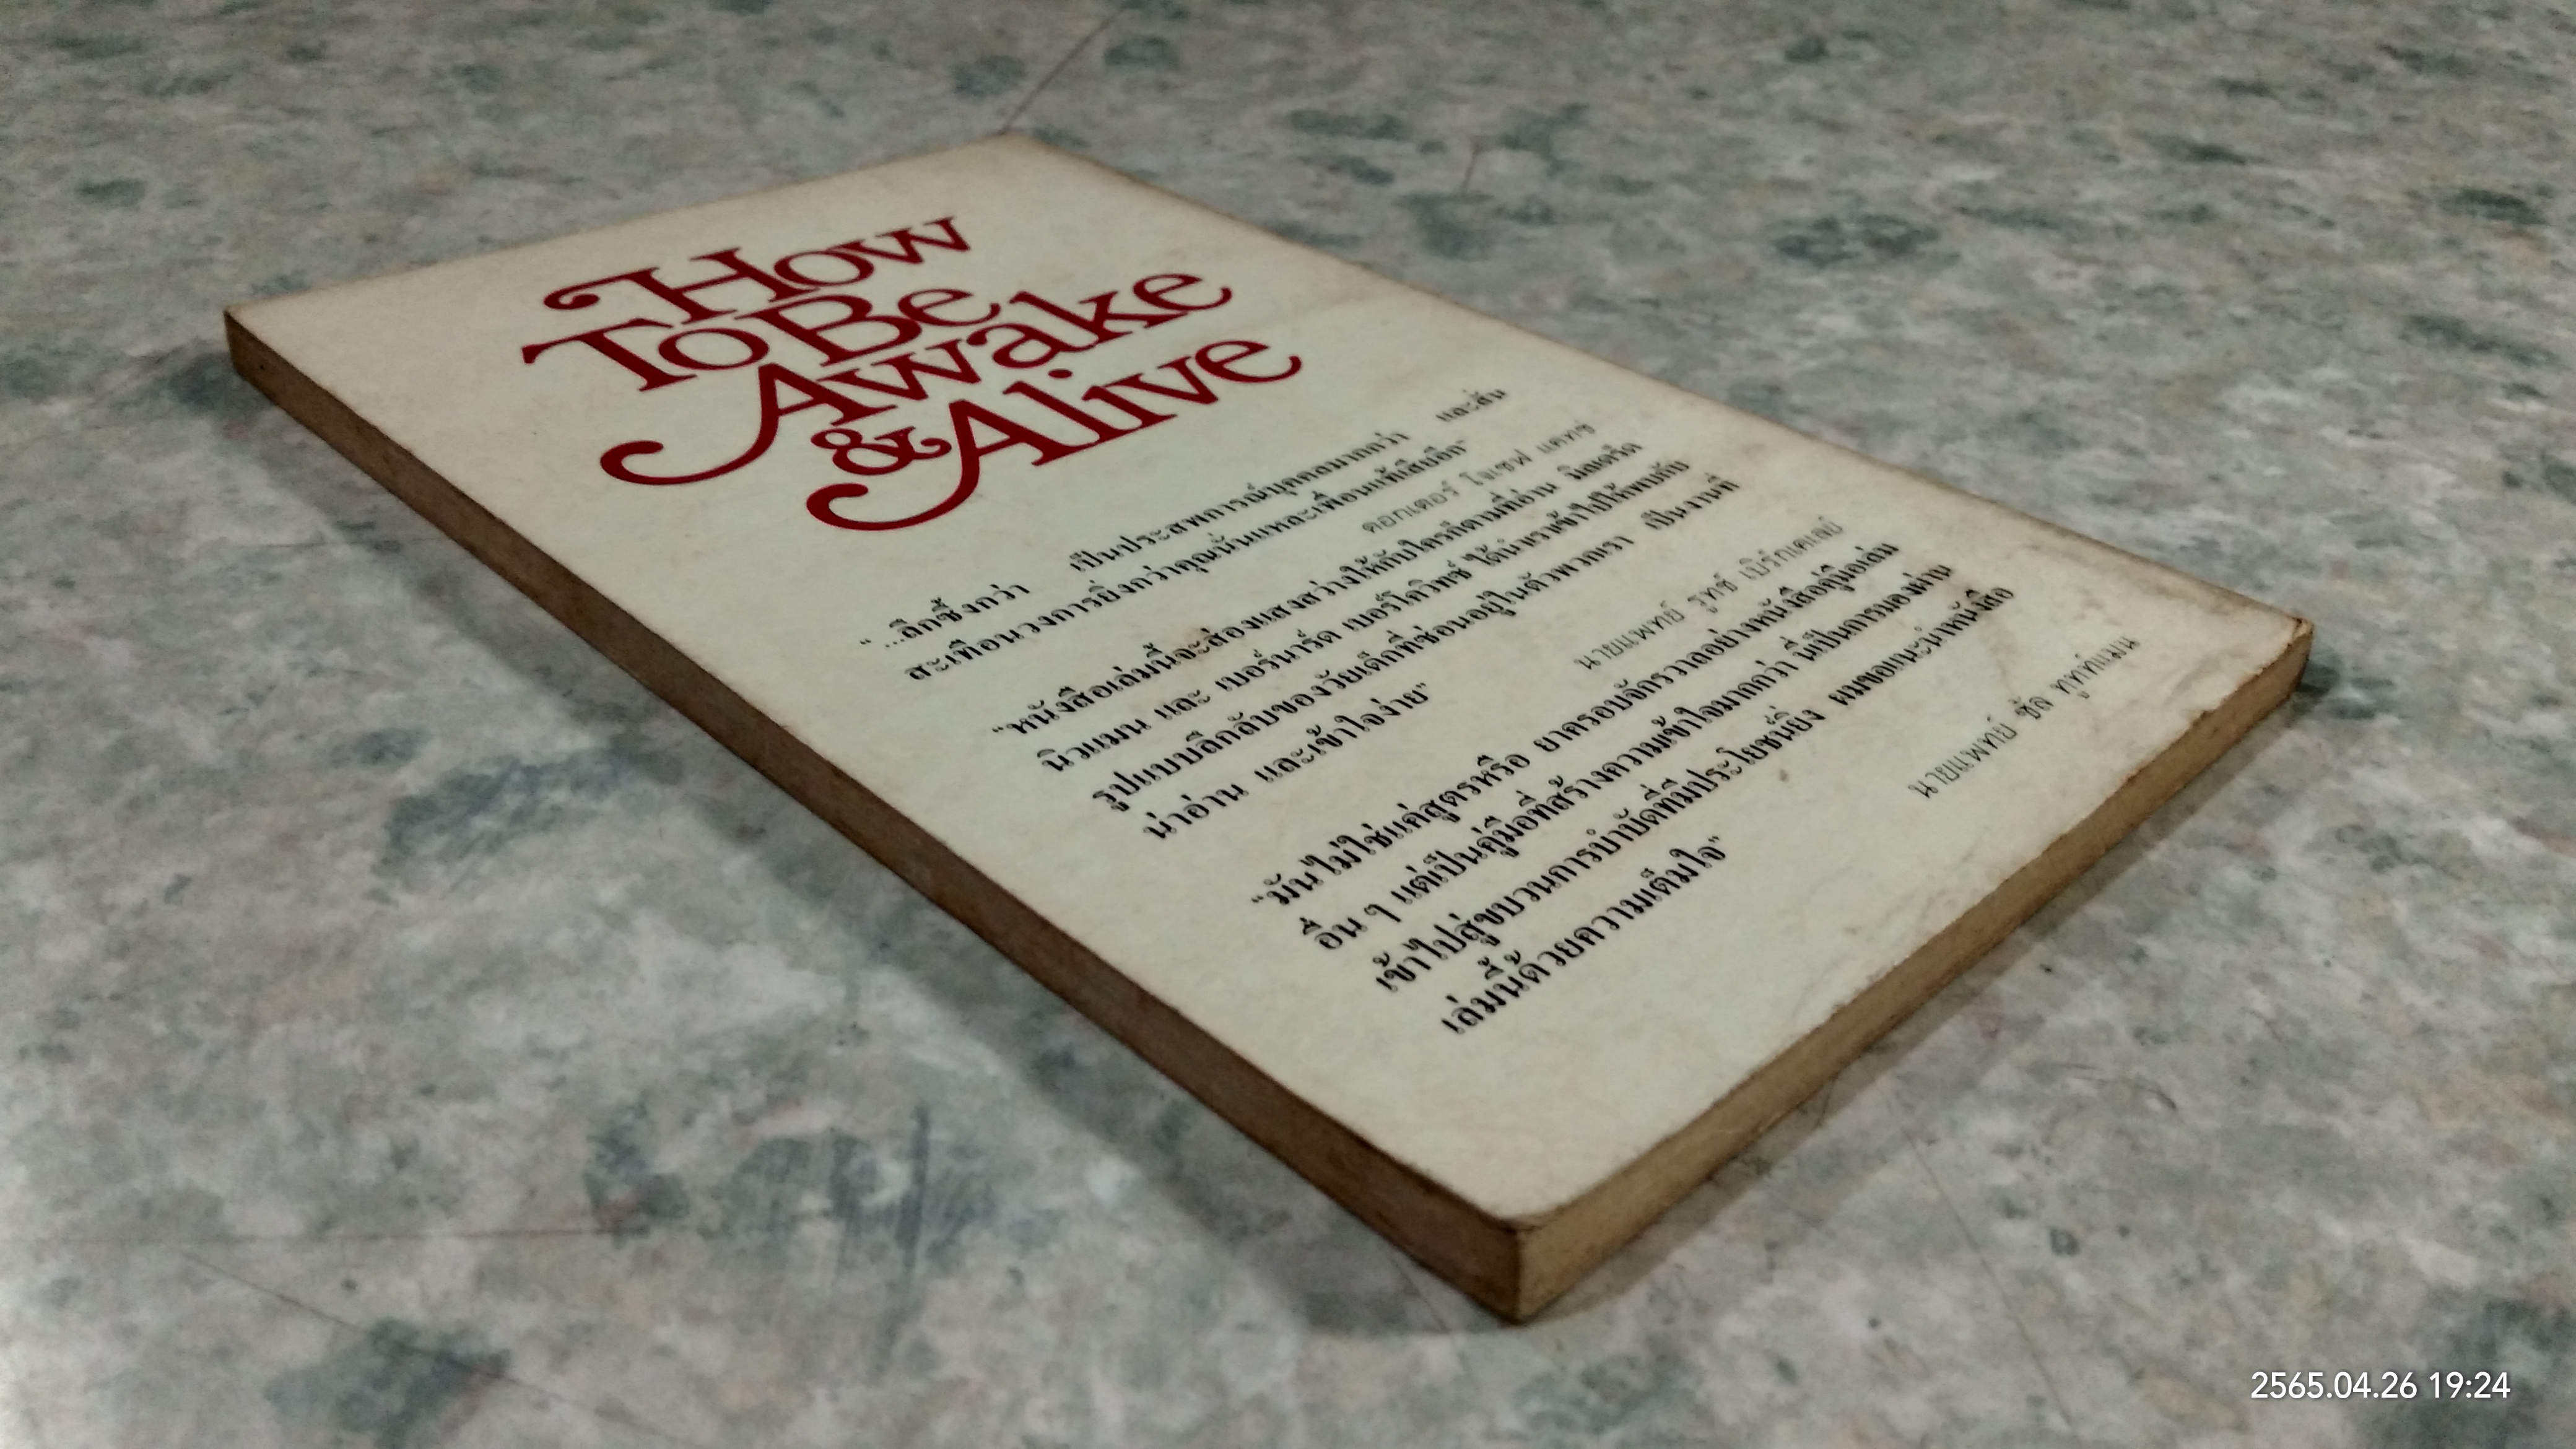 How
To Be
Awake
& Alive
“...ลึกซึ้งกว่า เป็นประสพการณ์บุคคลมากกว่า และสั่น
สะเทือนวงการยิ่งกว่าคุณนั่นแหละเพื่อนแท้เสียอีก”
ดอกเตอร์ โจเซฟ แคทซ์
“หนังสือเล่มนี้จะส่องแสงสว่างให้กับใครก็ตามที่อ่าน มิลเดร็ด
นิวแมน และ เบอร์นาร์ด เบอร์โควิทซ์ ได้นำเราเข้าไปให้พบกับ
รูปแบบลึกลับของวัยเด็กที่ซ่อนอยู่ในตัวพวกเรา เป็นงานที่
น่าอ่าน และเข้าใจง่าย”
นายแพทย์ รูทซ์ เบิร์กเคเลย์
“มันไม่ใช่แค่สูตรหรือ ยาครอบจักรวาลอย่างหนังสือคู่มือเล่ม
อื่น ๆ แต่เป็นคู่มือที่สร้างความเข้าใจมากกว่า นี่เป็นการมองผ่าน
เข้าไปสู่ขบวนการบำบัดที่มีประโยชน์ยิ่ง ผมขอแนะนำหนังสือ
เล่มนี้ด้วยความเต็มใจ”
นายแพทย์ ซัล ทูทท์แมน
2565.04.26 19:24